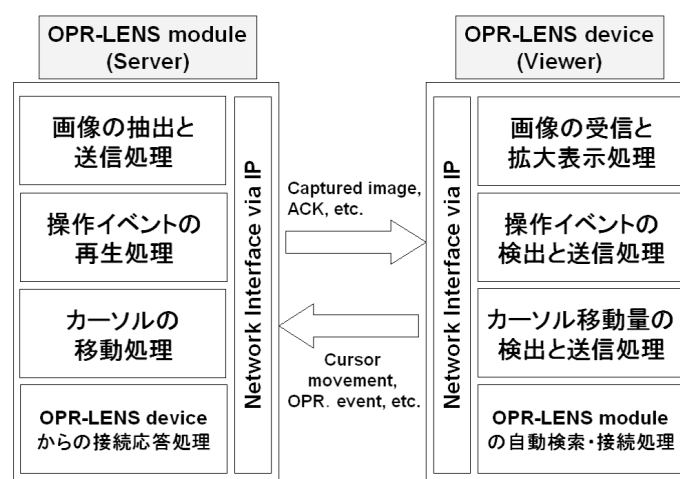 OPR-LENS module
(Server)
画像の抽出と
送信処理
操作イベントの
再生処理
カーソルの
移動処理
OPR-LENS device
からの接続応答処理
Network Interface via IP
Captured image,
ACK, etc.
Cursor
movement,
OPR. event, etc.
OPR-LENS device
(Viewer)
Network Interface via IP
画像の受信と
拡大表示処理
操作イベントの
検出と送信処理
カーソル移動量の
検出と送信処理
OPR-LENS module
の自動検索・接続処理